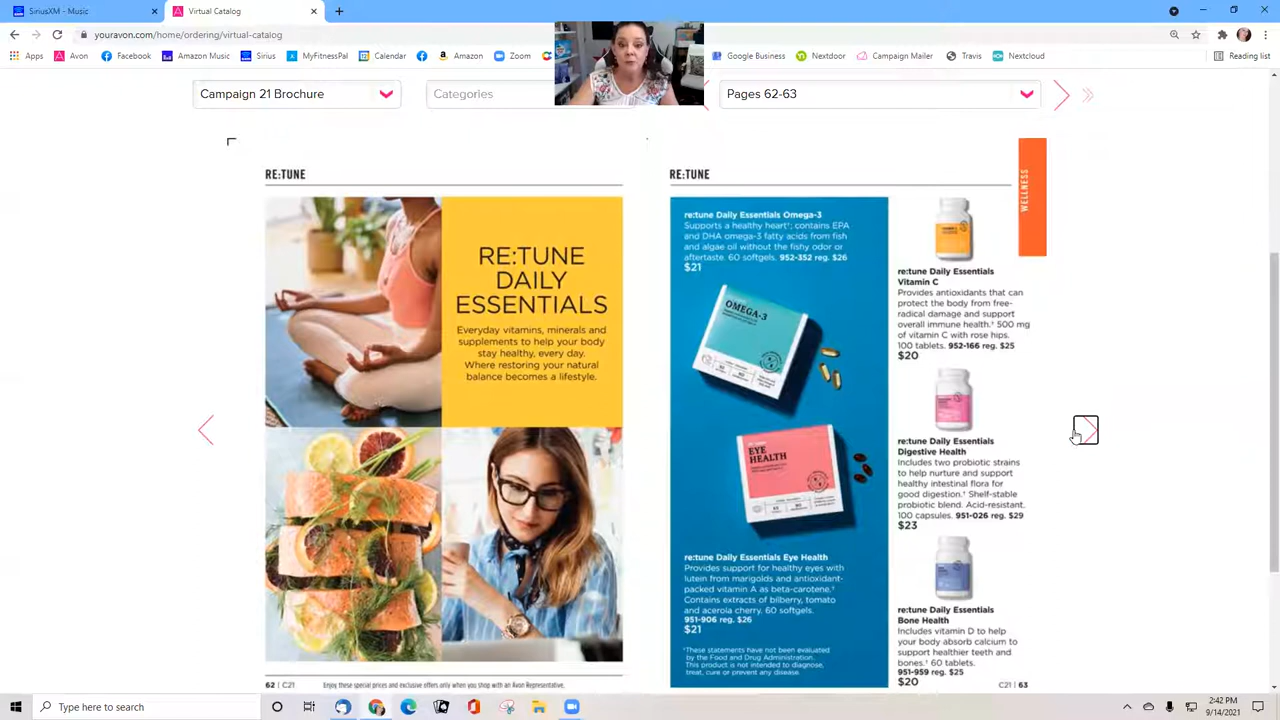 SiriusXM - Music
Virtual Catalog
youravon.com/home/ordering/virtual-catalog
Apps
Avon
Facebook
Amazon Music
Sirius
MyFitnessPal
Calendar
Amazon
Zoom
Google Business
Nextdoor
Campaign Mailer
Travis
Nextcloud
Reading list
Campaign 21 Brochure
Categories
Pages 62-63
RE:TUNE
RE:TUNE
DAILY
ESSENTIALS
Everyday vitamins, minerals and
supplements to help your body
stay healthy, every day.
Where restoring your natural
balance becomes a lifestyle.
62 | C21
Enjoy these special prices and exclusive offers only when you shop with an Avon Representative.
RE:TUNE
WELLNESS
re:tune Daily Essentials Omega-3
Supports a healthy heart†; contains EPA
and DHA omega-3 fatty acids from fish
and algae oil without the fishy odor or
aftertaste. 60 softgels. 952-352 reg. $26
$21
OMEGA-3
EYE
HEALTH
re:tune Daily Essentials Eye Health
Provides support for healthy eyes with
lutein from marigolds and antioxidant-
packed vitamin A as beta-carotene.†
Contains extracts of bilberry, tomato
and acerola cherry. 60 softgels.
951-906 reg. $26
$21
†These statements have not been evaluated
by the Food and Drug Administration.
This product is not intended to diagnose,
treat, cure or prevent any disease.
re:tune Daily Essentials
Vitamin C
Provides antioxidants that can
protect the body from free-
radical damage and support
overall immune health.† 500 mg
of vitamin C with rose hips.
100 tablets. 952-166 reg. $25
$20
re:tune Daily Essentials
Digestive Health
Includes two probiotic strains
to help nurture and support
healthy intestinal flora for
good digestion.† Shelf-stable
probiotic blend. Acid-resistant.
100 capsules. 951-026 reg. $29
$23
re:tune Daily Essentials
Bone Health
Includes vitamin D to help
your body absorb calcium to
support healthier teeth and
bones.† 60 tablets.
951-959 reg. $25
$20
C21 | 63
Type here to search
2:42 PM
9/14/2021